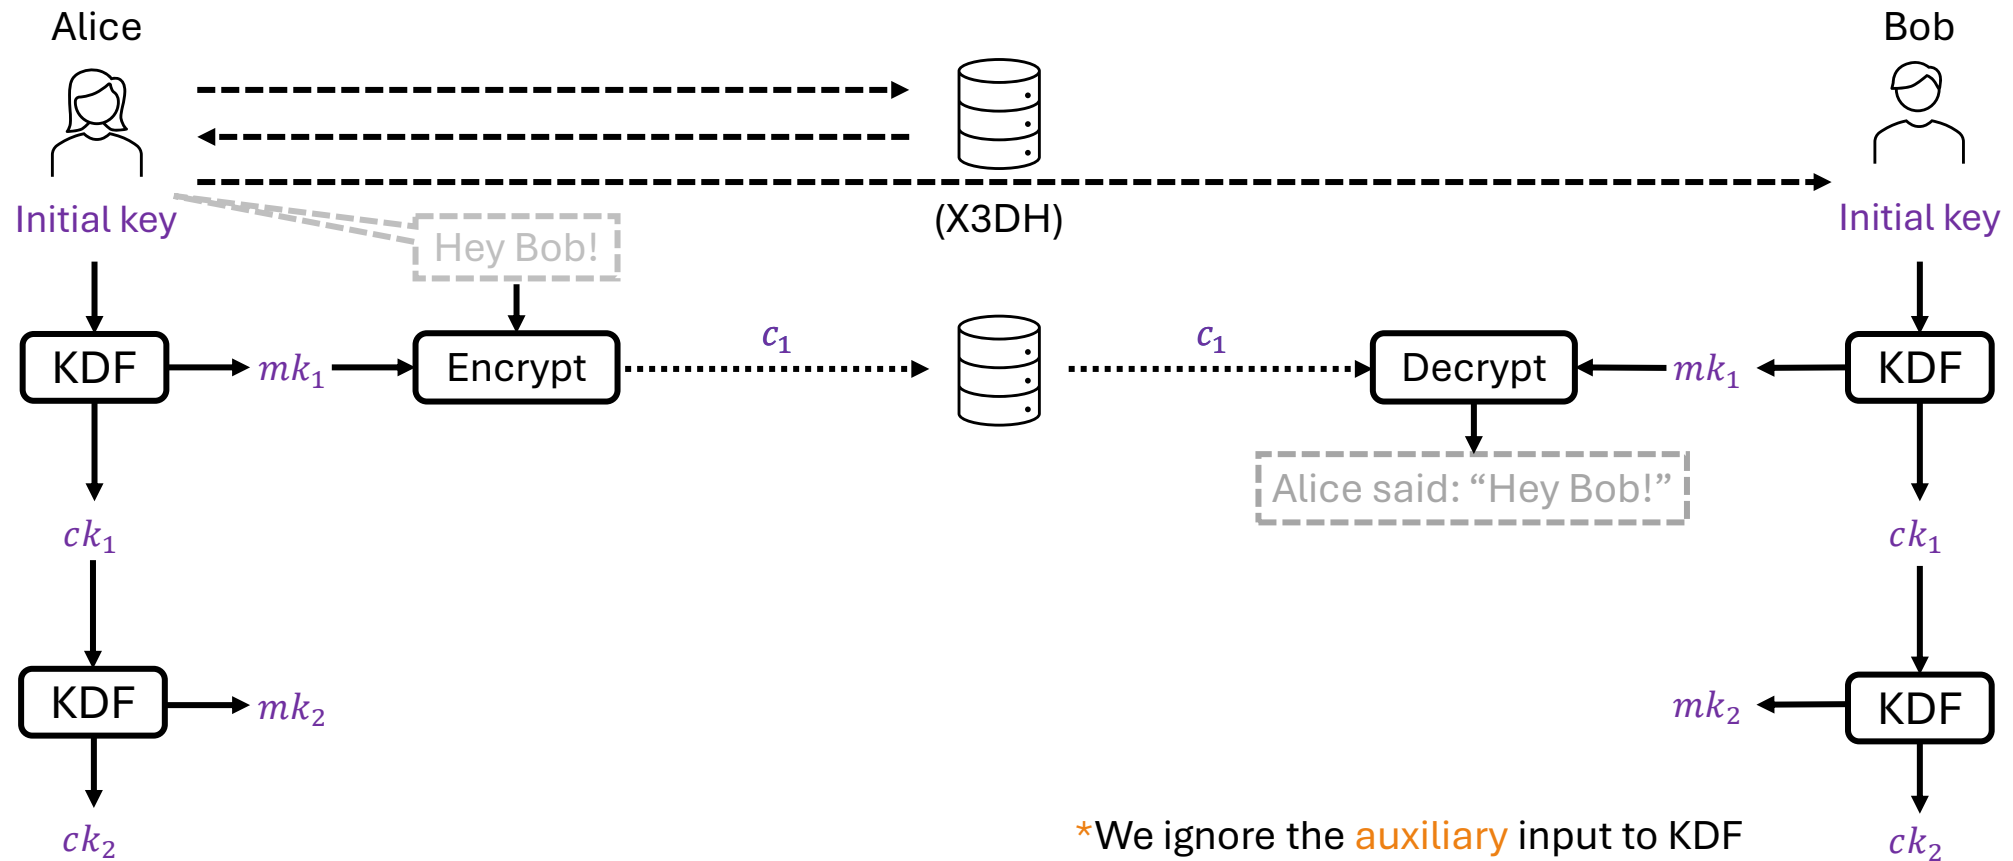 Alice
Bob
Initial key
Hey Bob!
(X3DH)
Initial key
KDF
mk₁
Encrypt
c₁
c₁
Decrypt
mk₁
KDF
Alice said: “Hey Bob!”
ck₁
ck₁
KDF
mk₂
mk₂
KDF
ck₂
*We ignore the auxiliary input to KDF
ck₂